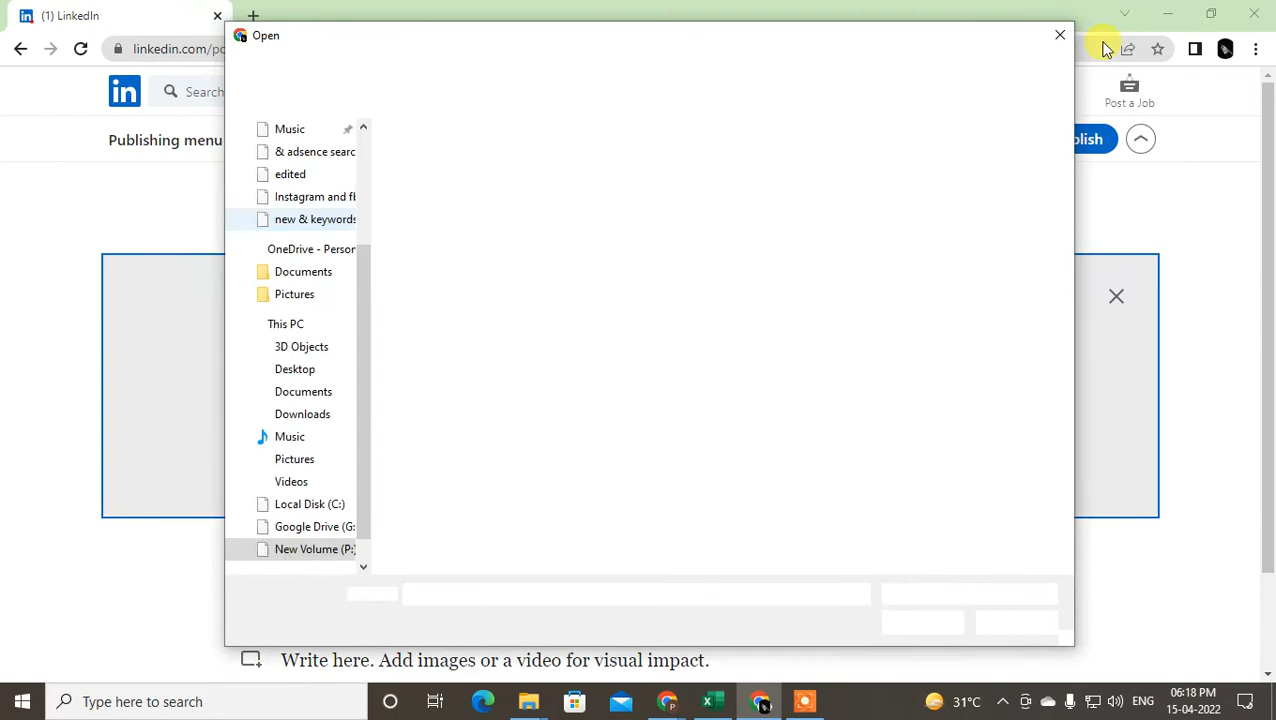 (1) LinkedIn
linkedin.com/po
Open
in
Search
Post a Job
Publishing menu
blish
Music
& adsence searc
edited
Instagram and fl
new & keywords
OneDrive - Person
Documents
Pictures
This PC
3D Objects
Desktop
Documents
Downloads
Music
Pictures
Videos
Local Disk (C:)
Google Drive (G:
New Volume (P:)
Write here. Add images or a video for visual impact.
Type here to search
31°C
ENG
06:18 PM
15-04-2022